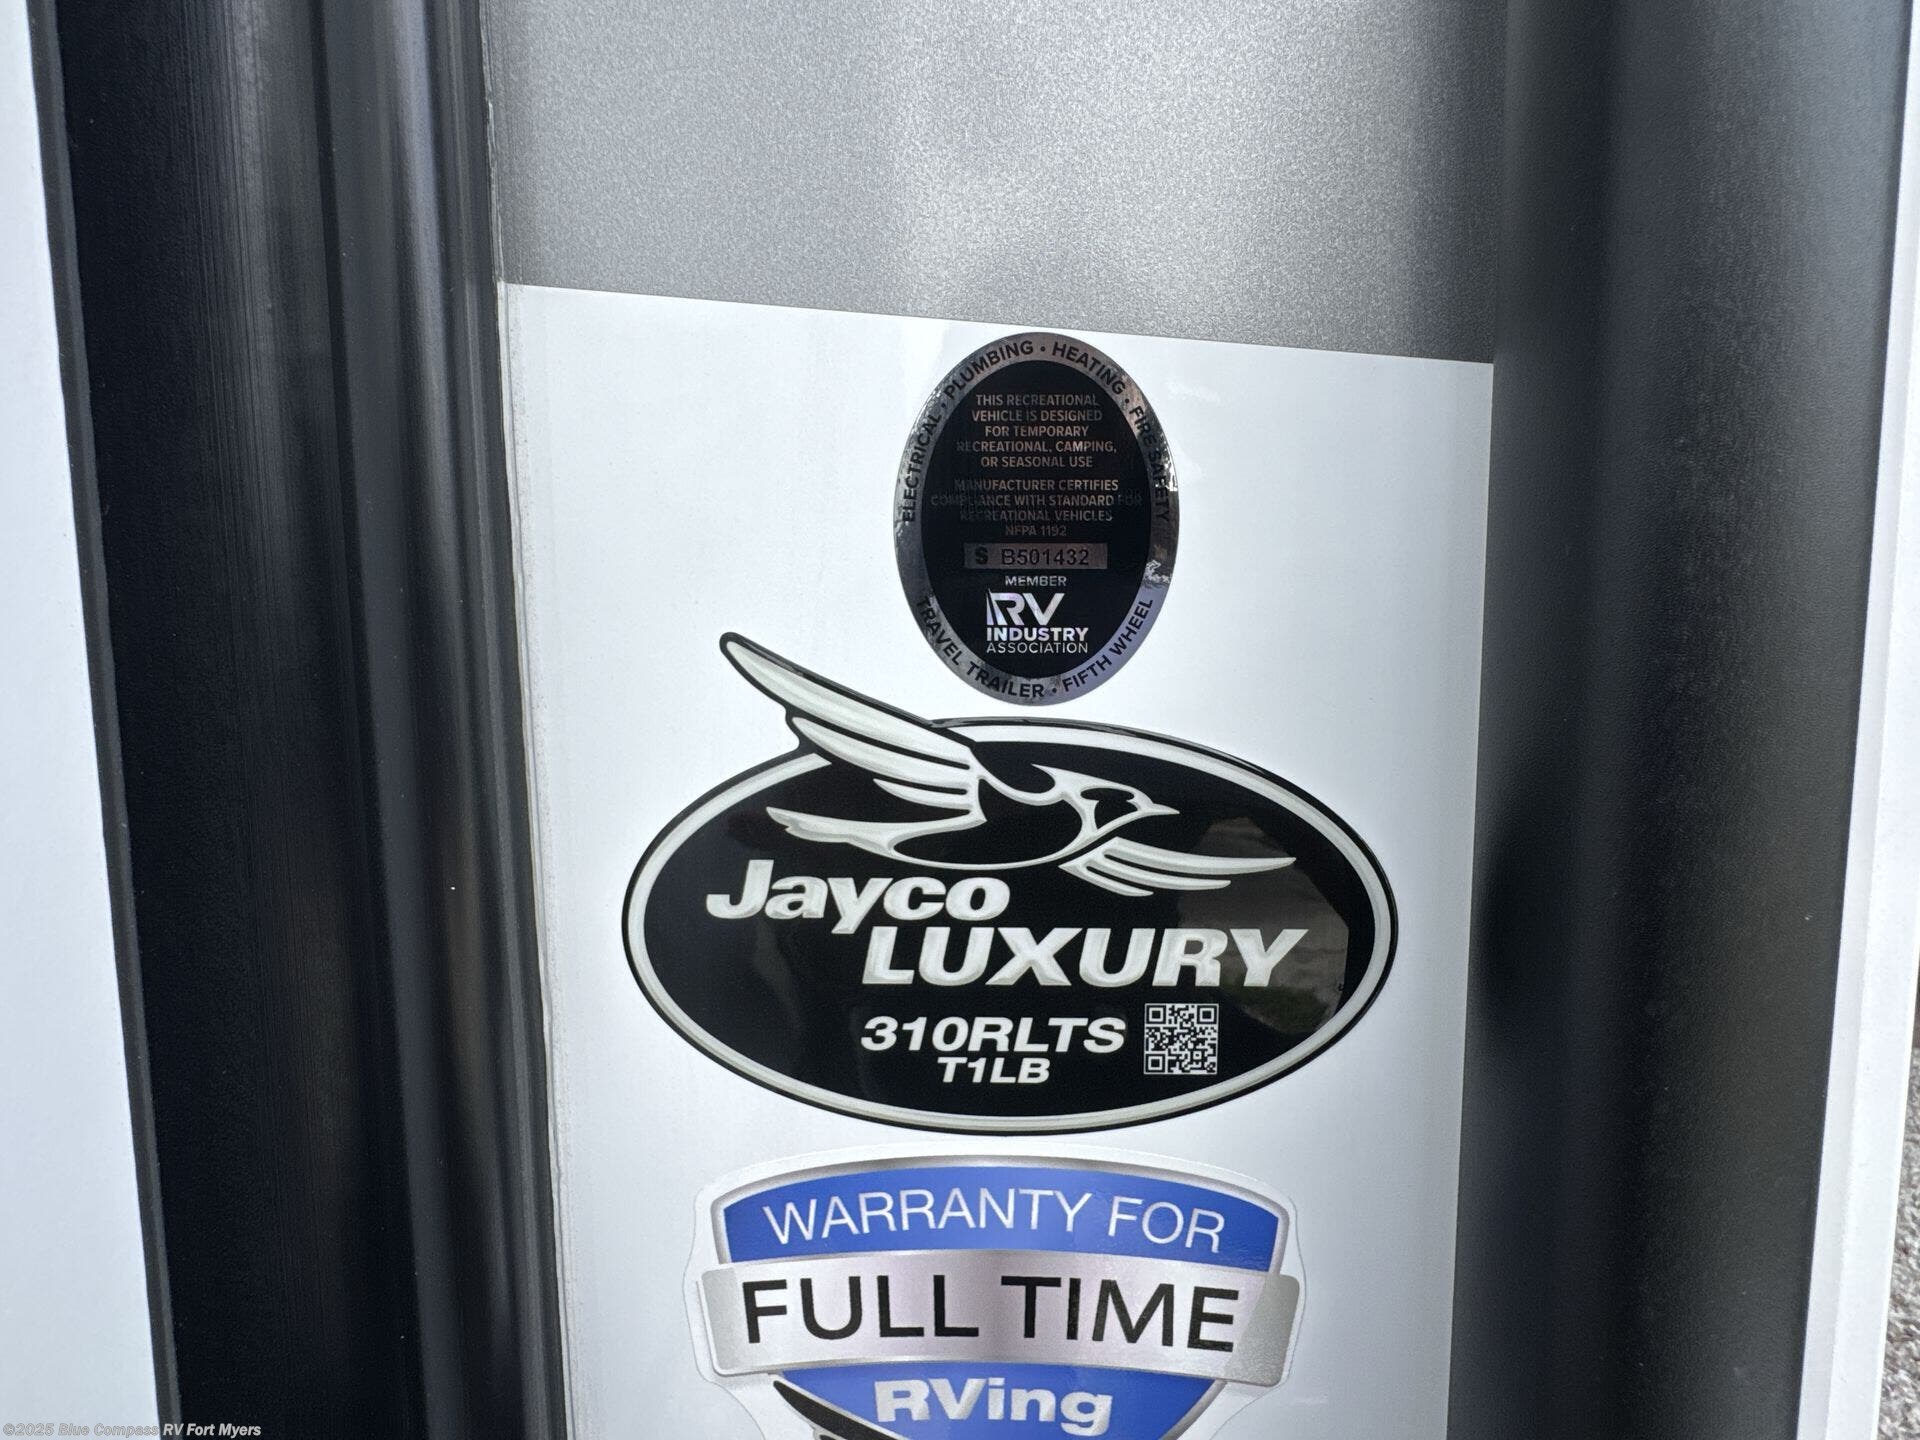 ELECTRICAL • PLUMBING • HEATING • FIRE SAFETY
THIS RECREATIONAL
VEHICLE IS DESIGNED
FOR TEMPORARY
RECREATIONAL, CAMPING,
OR SEASONAL USE
MANUFACTURER CERTIFIES
COMPLIANCE WITH STANDARD FOR
RECREATIONAL VEHICLES
NFPA 1192
S B501432
MEMBER
RV
INDUSTRY
ASSOCIATION
TRAVEL TRAILER • FIFTH WHEEL
Jayco
LUXURY
310RLTS
T1LB
WARRANTY FOR
FULL TIME
RVing
©2025 Blue Compass RV Fort Myers